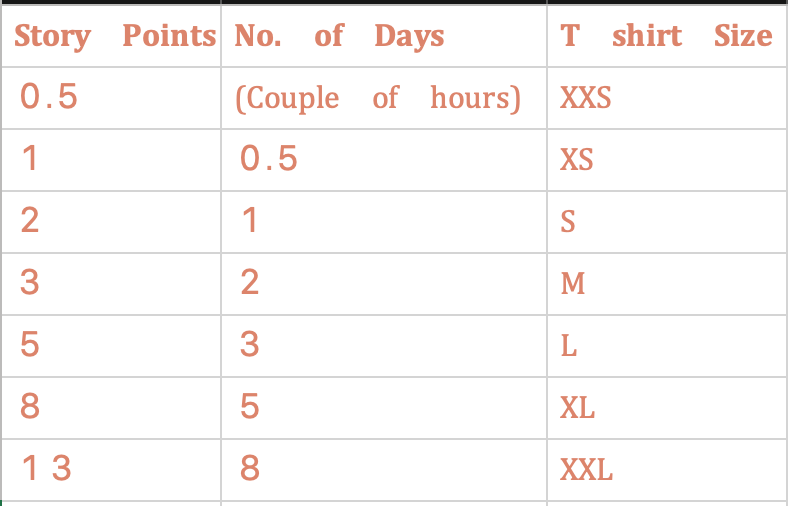 Story Points No. of Days T shirt Size
0.5 (Couple of hours) XXS
1 0.5 XS
2 1 S
3 2 M
5 3 L
8 5 XL
13 8 XXL